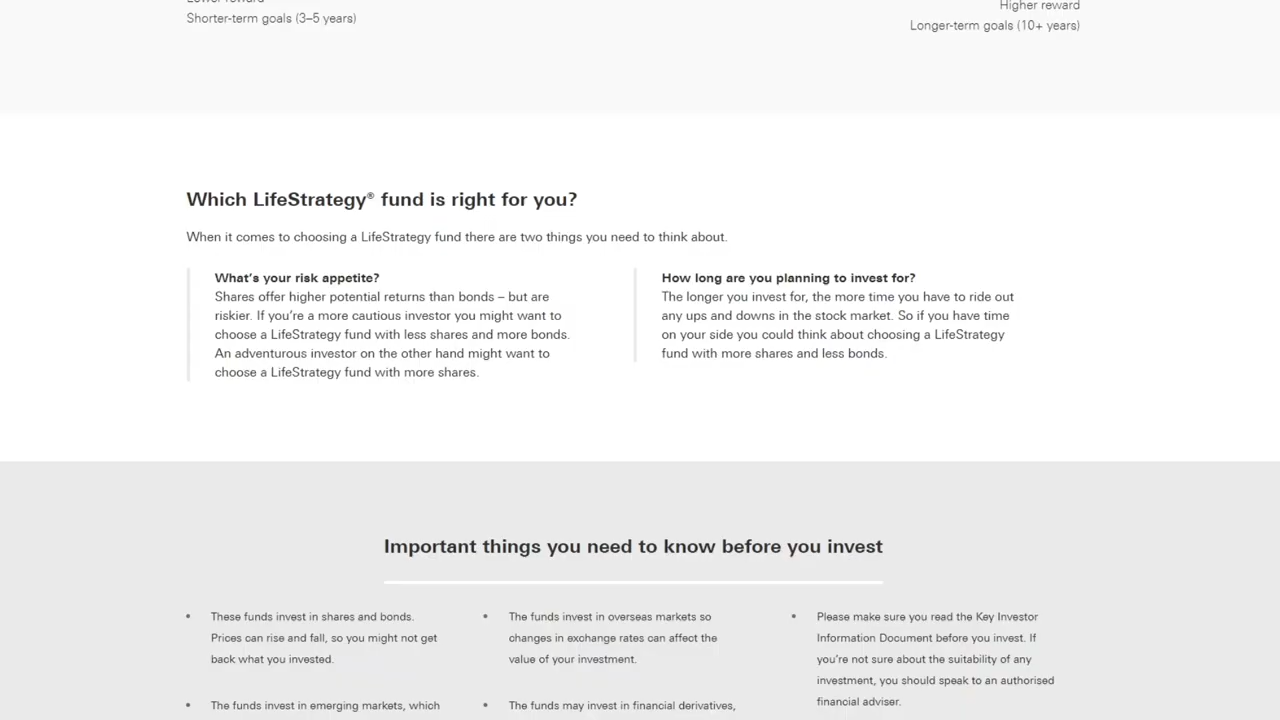 Lower reward
Shorter-term goals (3–5 years)
Higher reward
Longer-term goals (10+ years)
Which LifeStrategy® fund is right for you?
When it comes to choosing a LifeStrategy fund there are two things you need to think about.
What's your risk appetite?
Shares offer higher potential returns than bonds – but are
riskier. If you're a more cautious investor you might want to
choose a LifeStrategy fund with less shares and more bonds.
An adventurous investor on the other hand might want to
choose a LifeStrategy fund with more shares.
How long are you planning to invest for?
The longer you invest for, the more time you have to ride out
any ups and downs in the stock market. So if you have time
on your side you could think about choosing a LifeStrategy
fund with more shares and less bonds.
Important things you need to know before you invest
• These funds invest in shares and bonds.
Prices can rise and fall, so you might not get
back what you invested.
• The funds invest in emerging markets, which
• The funds invest in overseas markets so
changes in exchange rates can affect the
value of your investment.
• The funds may invest in financial derivatives,
• Please make sure you read the Key Investor
Information Document before you invest. If
you're not sure about the suitability of any
investment, you should speak to an authorised
financial adviser.